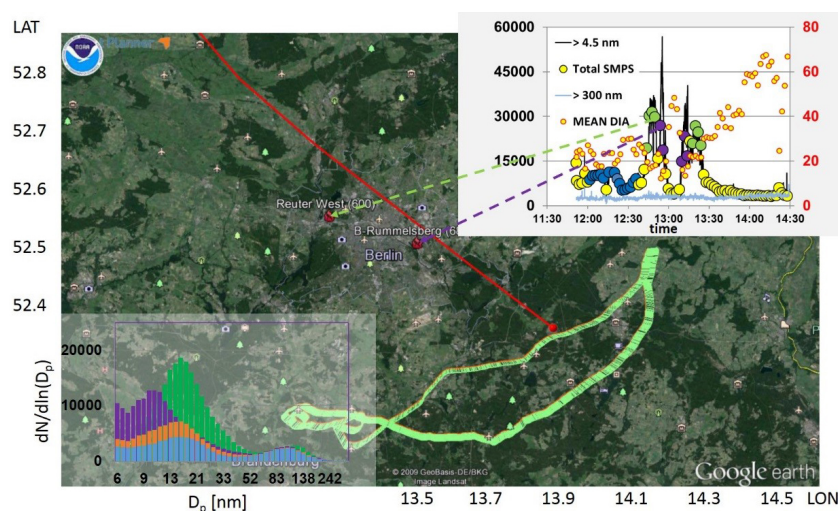 LAT
52.8
52.7
52.6
52.5
52.4
NOAA
Planner
60000
45000
30000
15000
0
> 4.5 nm
Total SMPS
> 300 nm
MEAN DIA
80
60
40
20
0
11:30 12:00 12:30 13:00 13:30 14:00 14:30
time
Reuter West (600)
B-Rummelsberg (6
Berlin
20000
10000
0
dN/dln(Dp)
Brandenburg
6 9 13 21 33 52 83 138 242
Dp [nm]
© 2009 GeoBasis-DE/BKG
Image Landsat
Google earth
13.5 13.7 13.9 14.1 14.3 14.5 LON